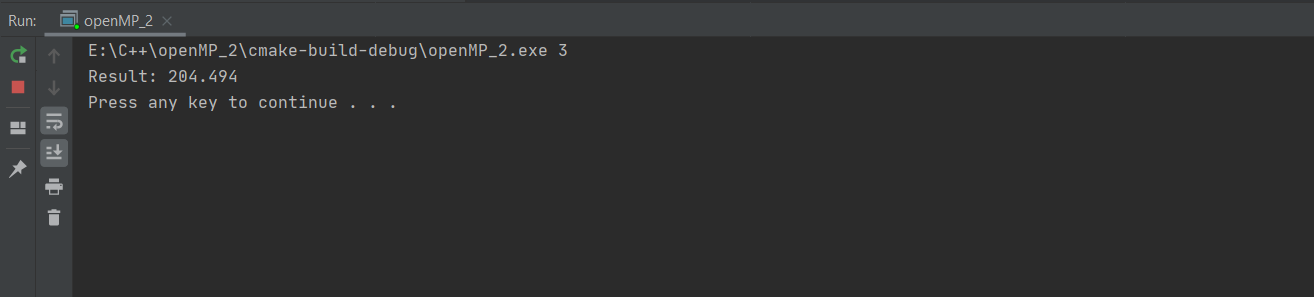 Run: openMP_2
E:\C++\openMP_2\cmake-build-debug\openMP_2.exe 3
Result: 204.494
Press any key to continue . . .